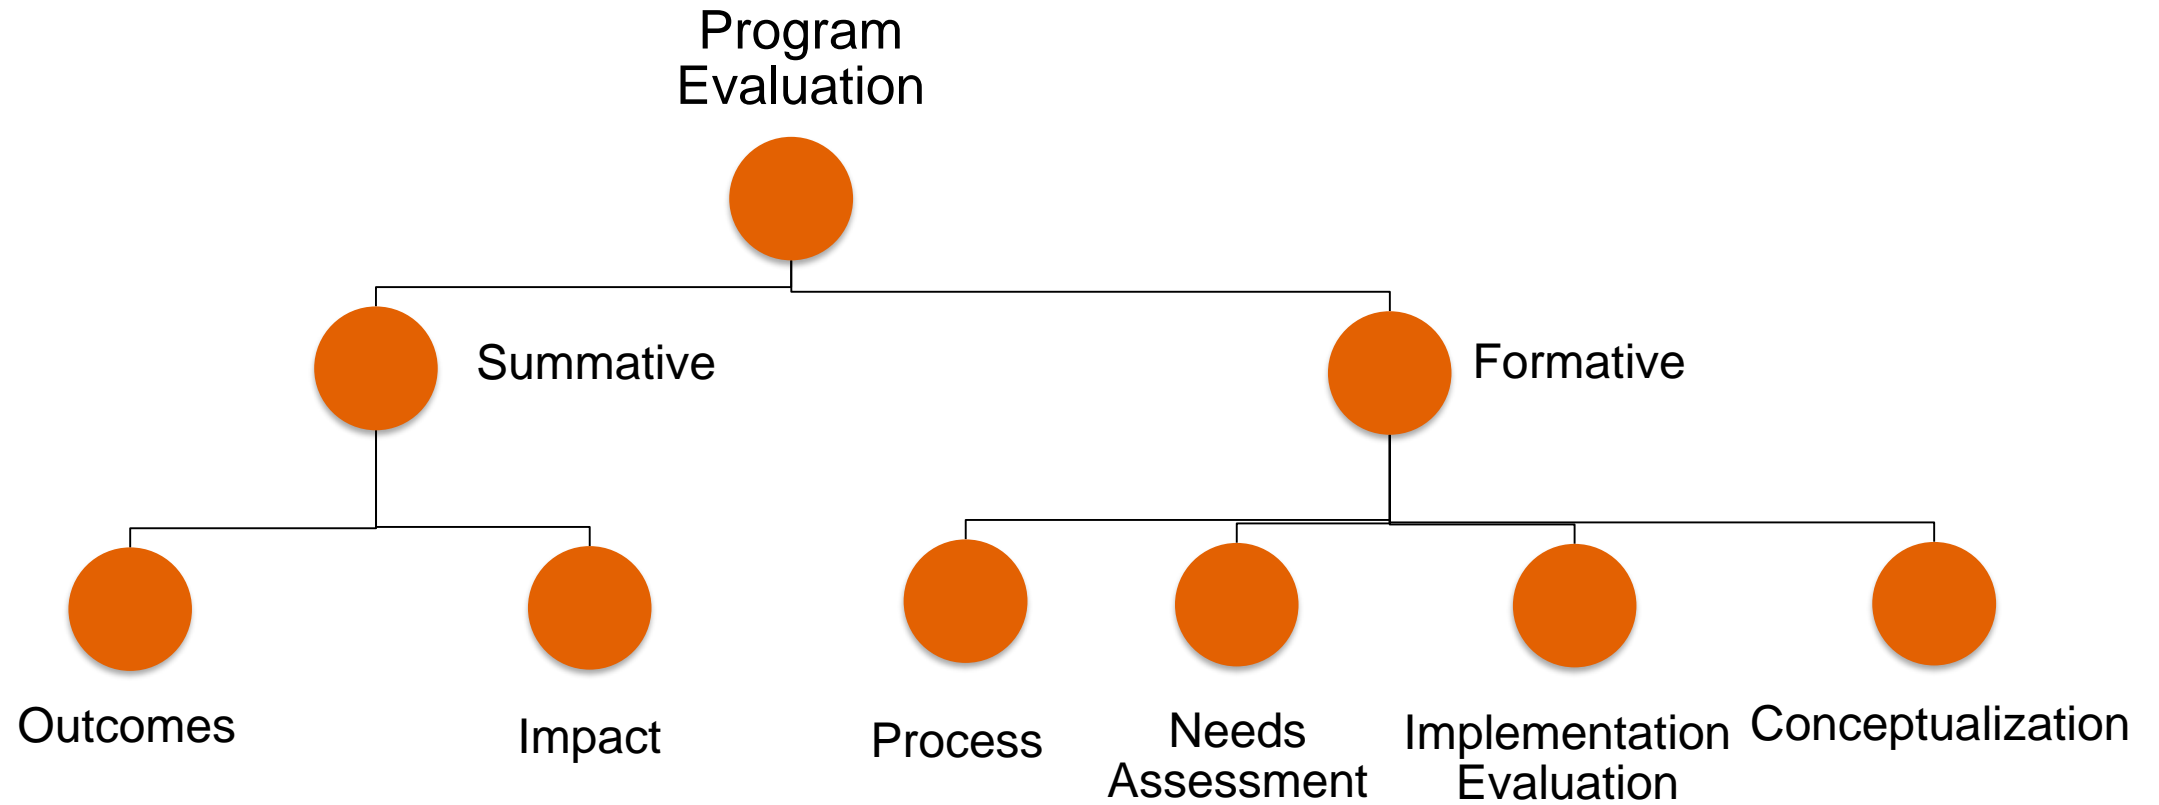 Program
Evaluation
Summative
Formative
Outcomes
Impact
Process
Needs
Assessment
Implementation
Evaluation
Conceptualization